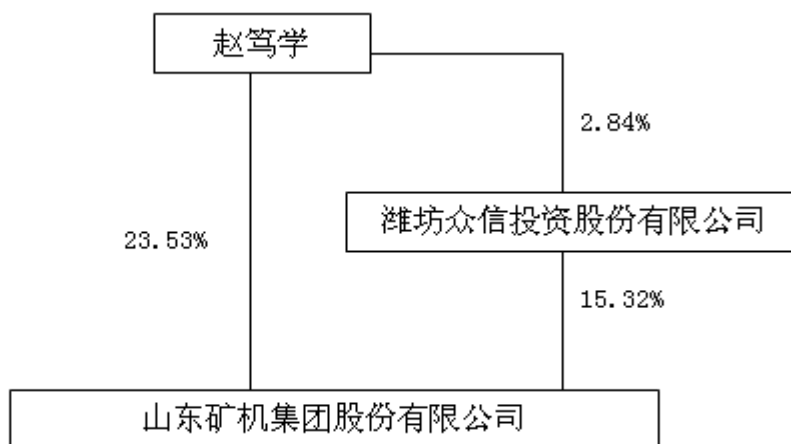 赵笃学
2.84%
潍坊众信投资股份有限公司
23.53%
15.32%
山东矿机集团股份有限公司